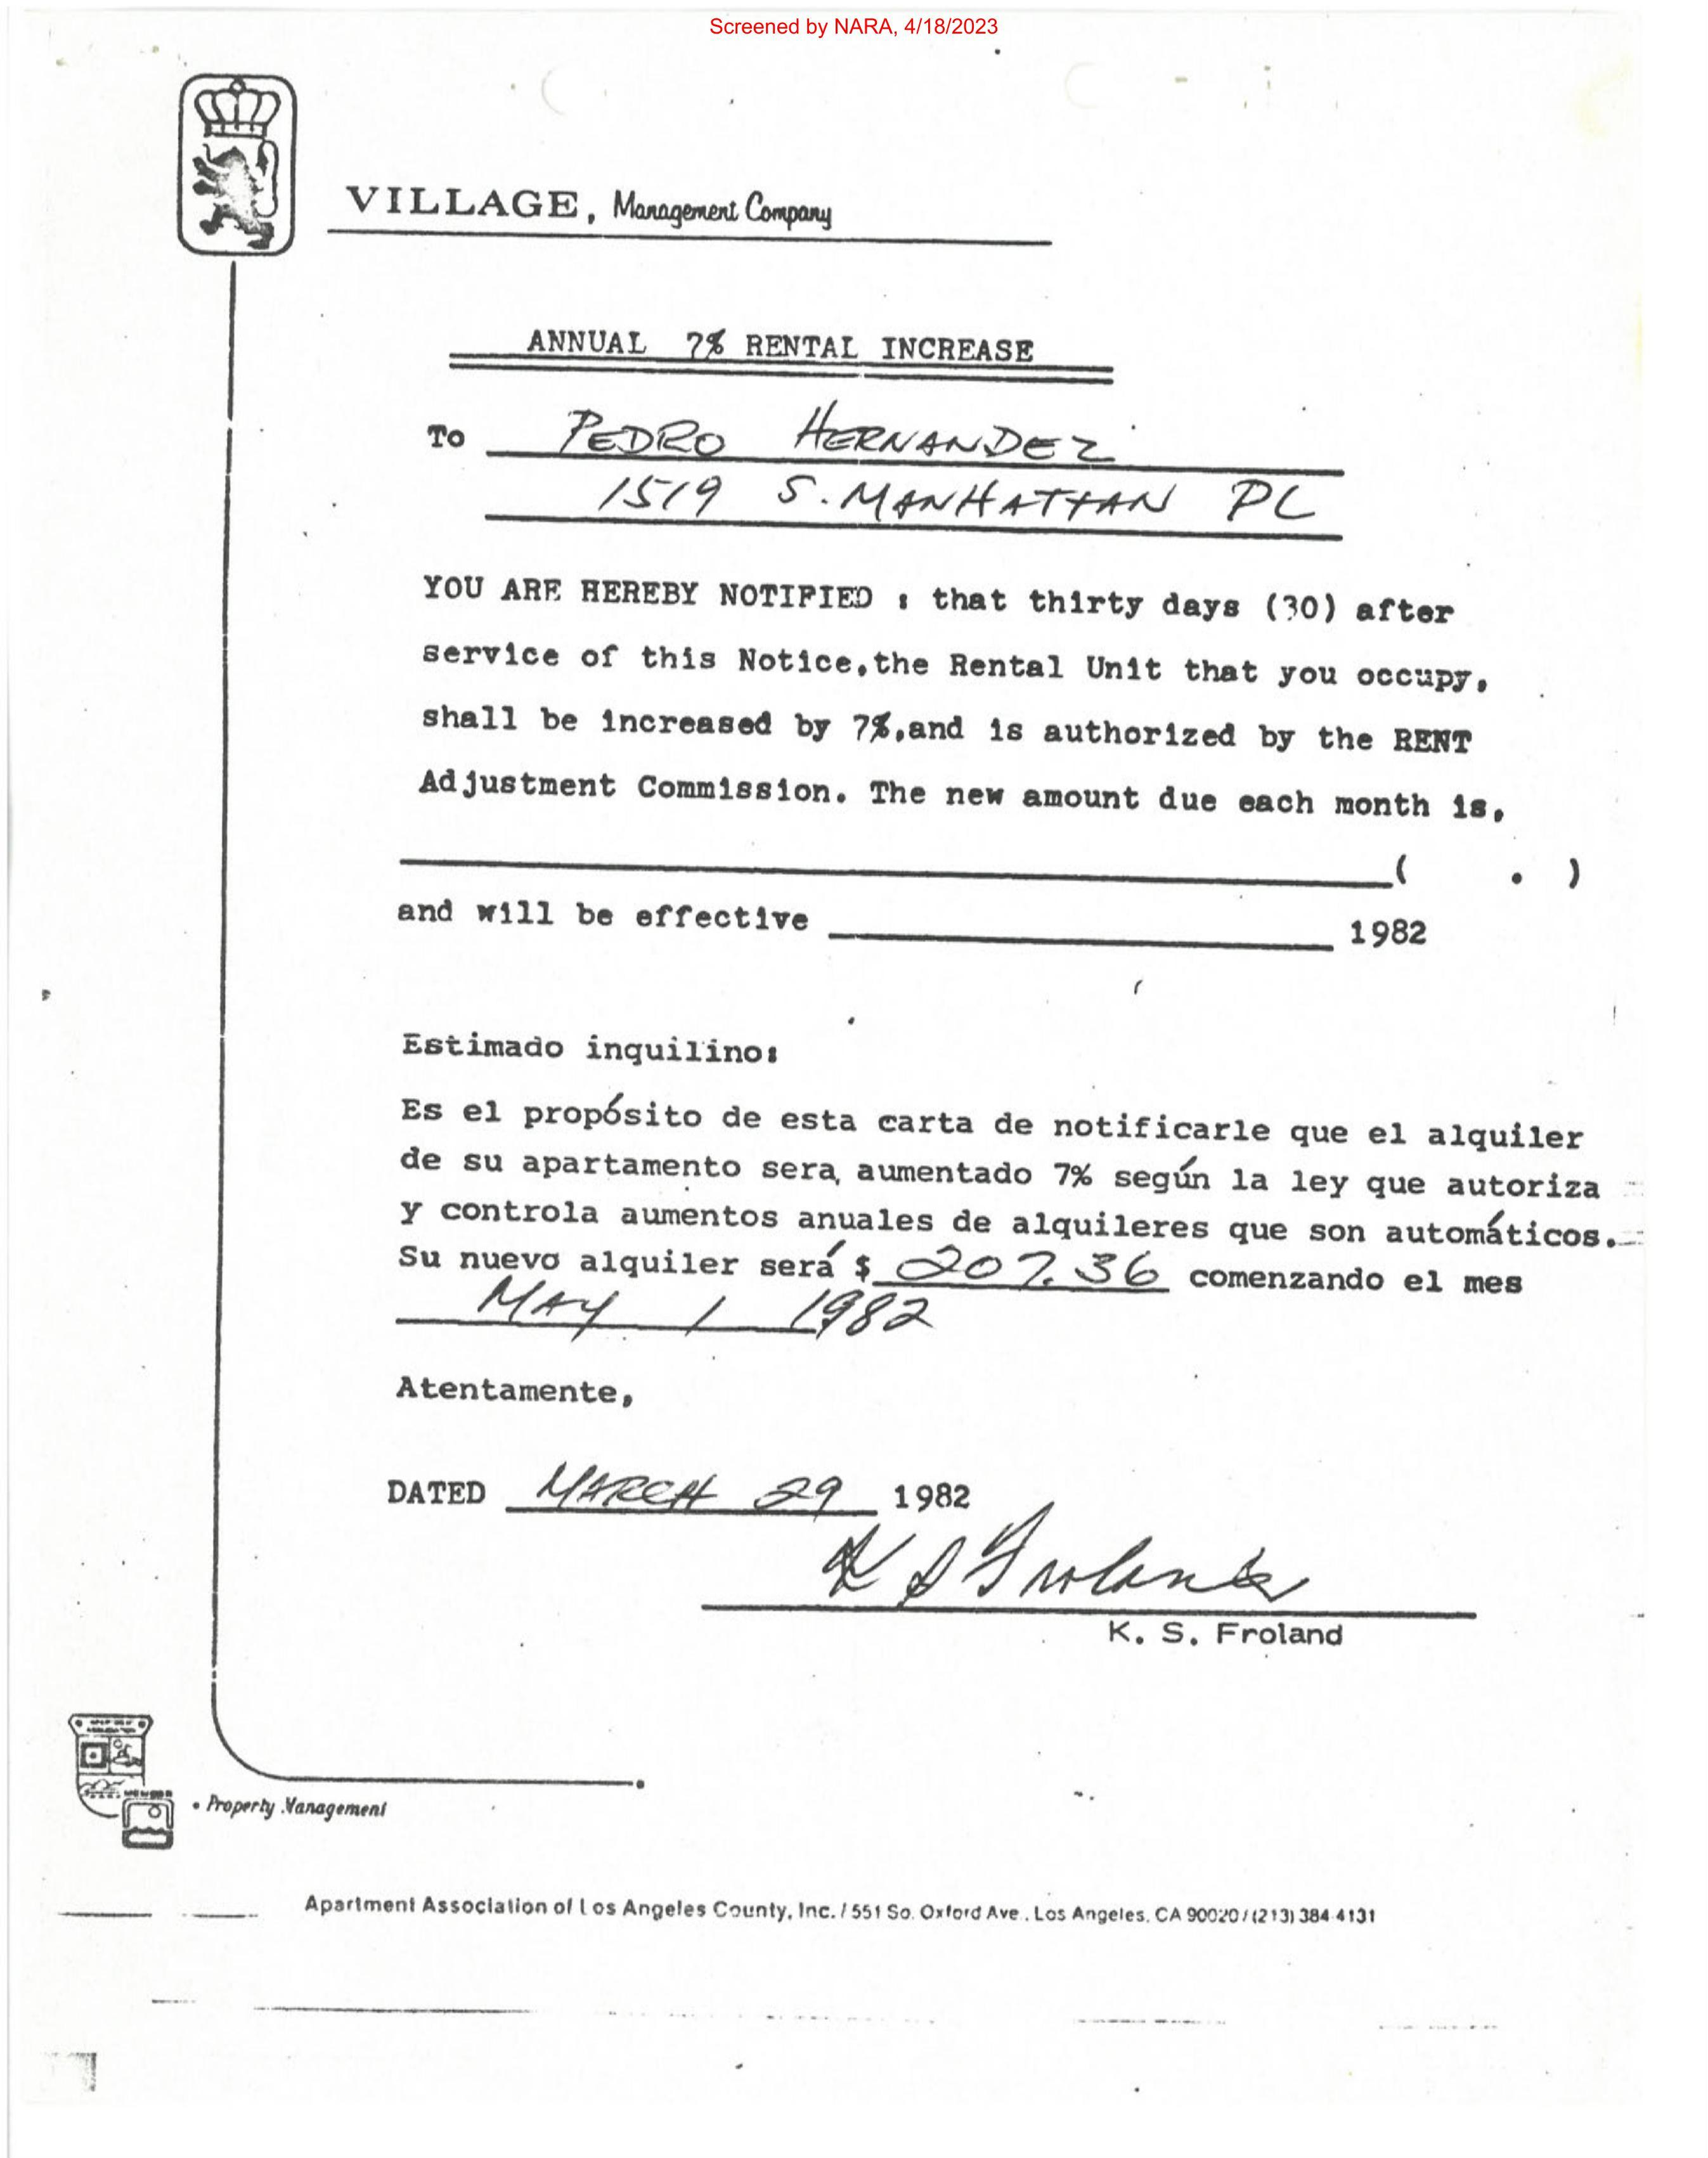 Screened by NARA, 4/18/2023
VILLAGE, Management Company
ANNUAL 7% RENTAL INCREASE
To PEDRO HERNANDEZ
1519 S. MANHATTAN PL
YOU ARE HEREBY NOTIFIED : that thirty days (30) after
service of this Notice,the Rental Unit that you occupy,
shall be increased by 7%,and is authorized by the RENT
Adjustment Commission. The new amount due each month is,
( . )
and will be effective 1982
Estimado inquilino:
Es el propósito de esta carta de notificarle que el alquiler
de su apartamento sera, aumentado 7% según la ley que autoriza
y controla aumentos anuales de alquileres que son automáticos.
Su nuevo alquiler será $ 207.36 comenzando el mes
MAY 1 1982
Atentamente,
DATED MARCH 29 1982
K S Froland
K. S. Froland
• Property Management
Apartment Association of Los Angeles County, Inc. / 551 So. Oxford Ave., Los Angeles, CA 90020 / (213) 384-4131